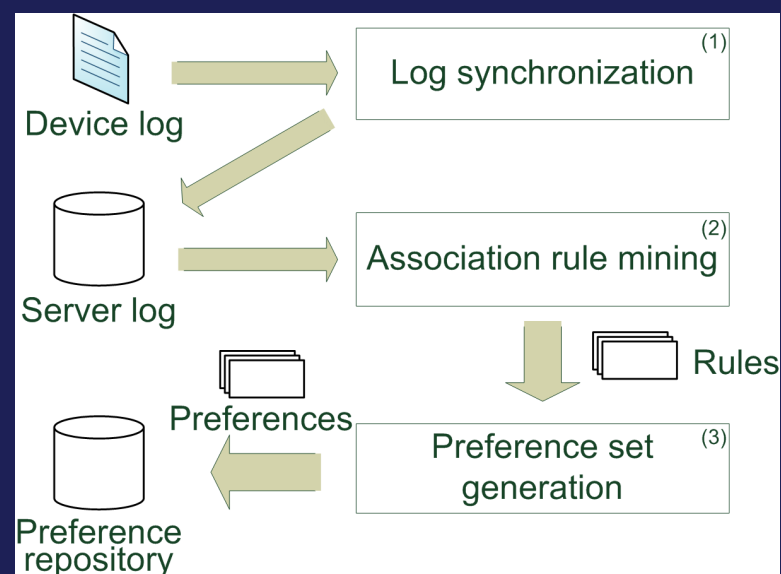 (1)
Log synchronization
Device log
(2)
Association rule mining
Server log
Rules
Preferences
(3)
Preference set
generation
Preference
repository